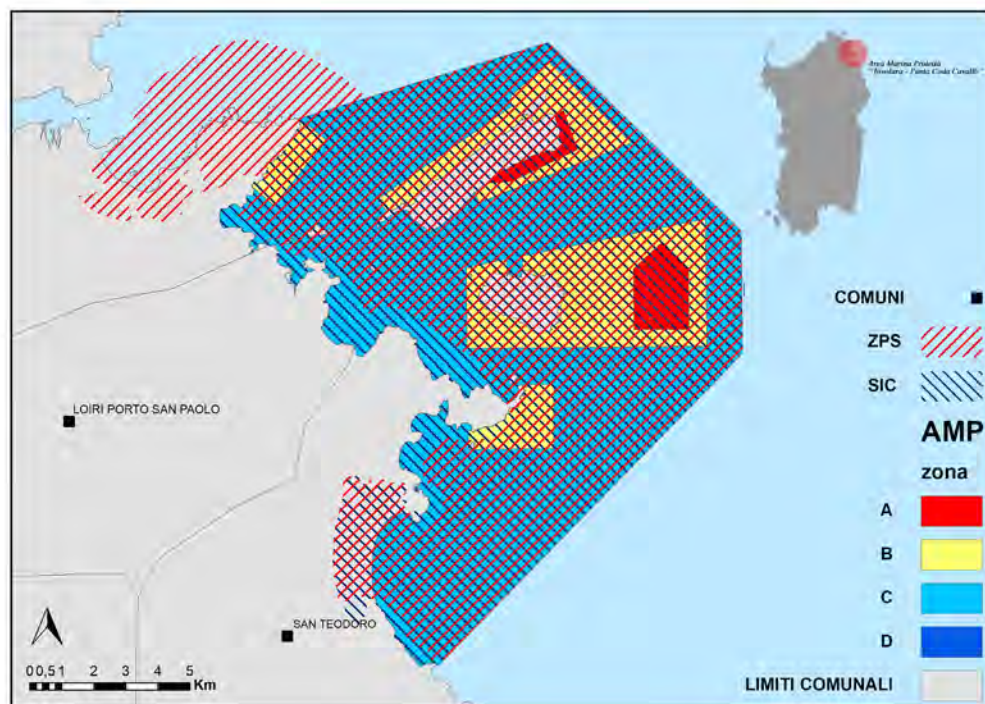 Area Marina Protetta
"Tavolara - Punta Coda Cavallo"
COMUNI
ZPS
SIC
AMP
zona
A
B
C
D
LIMITI COMUNALI
LOIRI PORTO SAN PAOLO
SAN TEODORO
0 0,5 1 2 3 4 5
Km